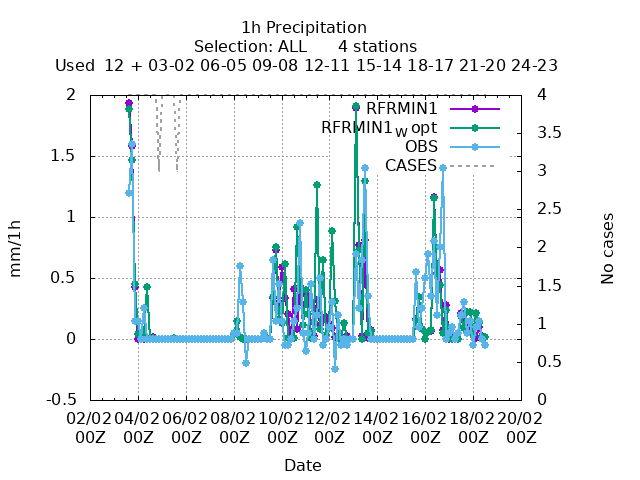 1h Precipitation
Selection: ALL 4 stations
Used 12 + 03-02 06-05 09-08 12-11 15-14 18-17 21-20 24-23
RFRMIN1
RFRMIN1w opt
OBS
CASES
2
1.5
1
0.5
0
-0.5
mm/1h
4
3.5
3
2.5
2
1.5
1
0.5
0
No cases
02/02 04/02 06/02 08/02 10/02 12/02 14/02 16/02 18/02 20/02
00Z 00Z 00Z 00Z 00Z 00Z 00Z 00Z 00Z 00Z
Date